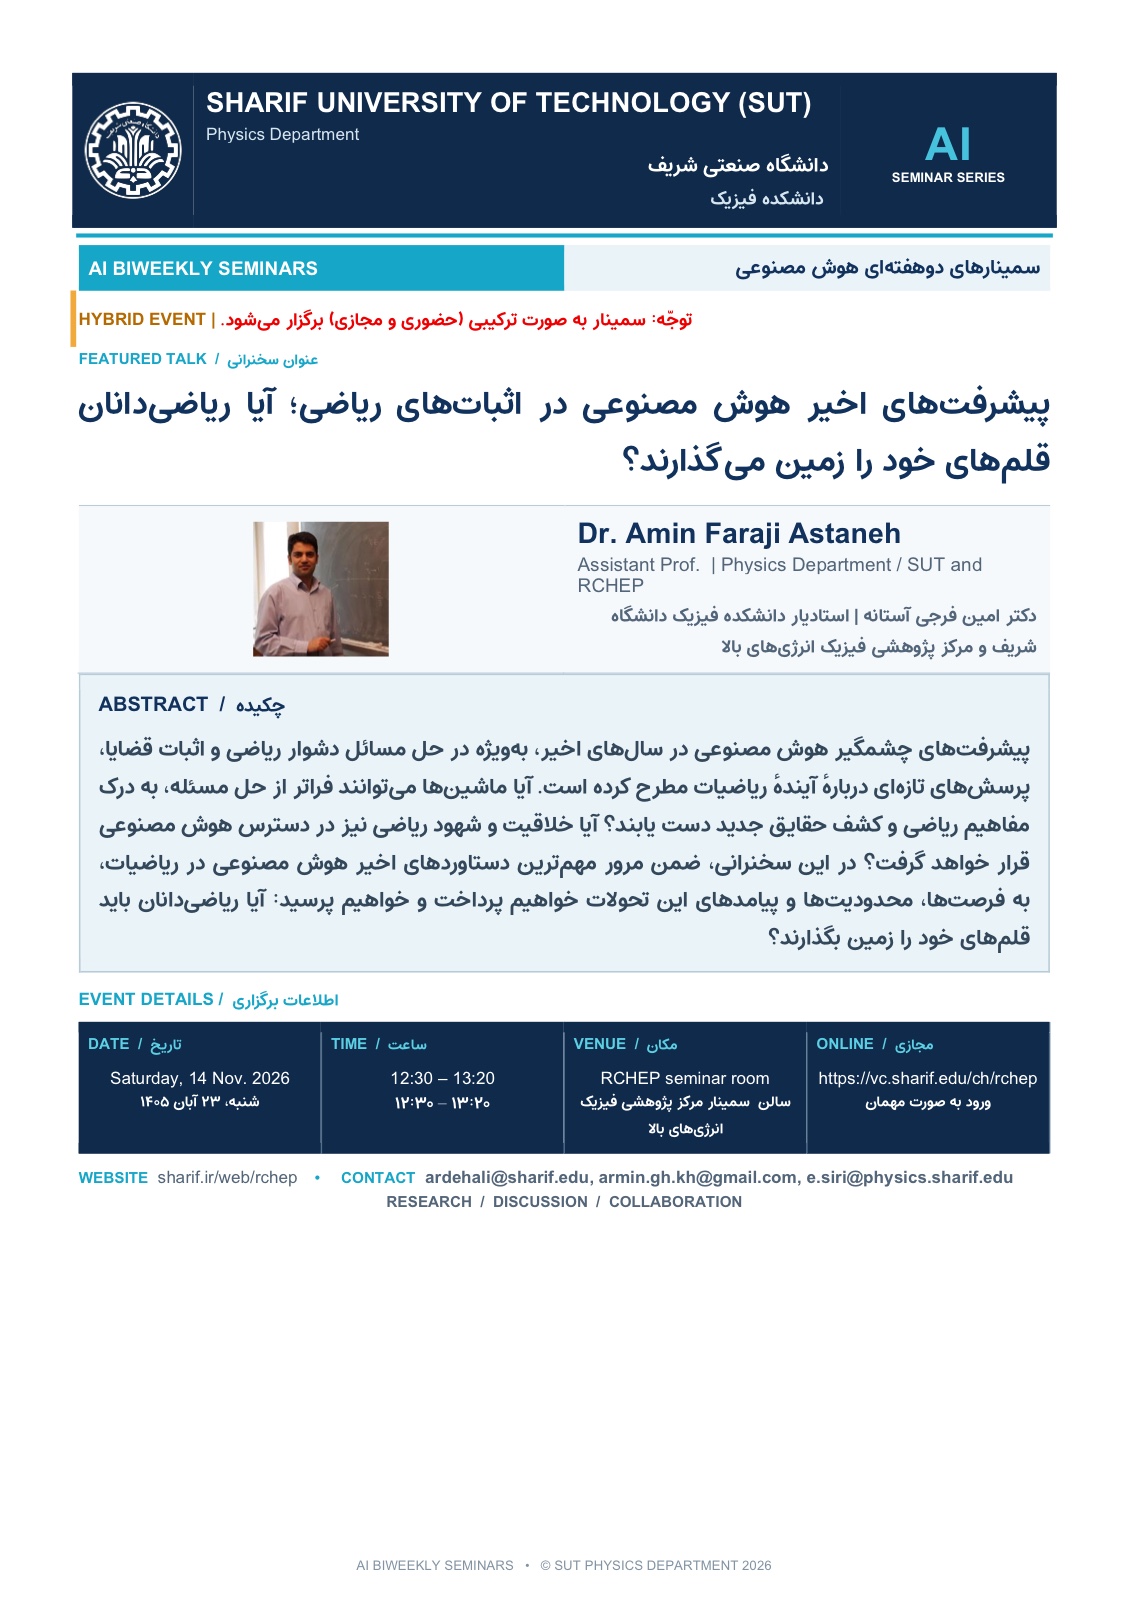 SHARIF UNIVERSITY OF TECHNOLOGY (SUT)
Physics Department
دانشگاه صنعتی شریف
دانشکده فیزیک
AI
SEMINAR SERIES
AI BIWEEKLY SEMINARS
سمینارهای دوهفته‌ای هوش مصنوعی
HYBRID EVENT | توجّه: سمینار به صورت ترکیبی (حضوری و مجازی) برگزار می‌شود.
FEATURED TALK / عنوان سخنرانی
پیشرفت‌های اخیر هوش مصنوعی در اثبات‌های ریاضی؛ آیا ریاضی‌دانان
قلم‌های خود را زمین می‌گذارند؟
Dr. Amin Faraji Astaneh
Assistant Prof. | Physics Department / SUT and
RCHEP
دکتر امین فرجی آستانه | استادیار دانشکده فیزیک دانشگاه
شریف و مرکز پژوهشی فیزیک انرژی‌های بالا
ABSTRACT / چکیده
پیشرفت‌های چشمگیر هوش مصنوعی در سال‌های اخیر، به‌ویژه در حل مسائل دشوار ریاضی و اثبات قضایا،
پرسش‌های تازه‌ای دربارهٔ آیندهٔ ریاضیات مطرح کرده است. آیا ماشین‌ها می‌توانند فراتر از حل مسئله، به درک
مفاهیم ریاضی و کشف حقایق جدید دست یابند؟ آیا خلاقیت و شهود ریاضی نیز در دسترس هوش مصنوعی
قرار خواهد گرفت؟ در این سخنرانی، ضمن مرور مهم‌ترین دستاوردهای اخیر هوش مصنوعی در ریاضیات،
به فرصت‌ها، محدودیت‌ها و پیامدهای این تحولات خواهیم پرداخت و خواهیم پرسید: آیا ریاضی‌دانان باید
قلم‌های خود را زمین بگذارند؟
EVENT DETAILS / اطلاعات برگزاری
DATE / تاریخ
Saturday, 14 Nov. 2026
شنبه، ۲۳ آبان ۱۴۰۵
TIME / ساعت
12:30 – 13:20
۱۲:۳۰ – ۱۳:۲۰
VENUE / مکان
RCHEP seminar room
سالن سمینار مرکز پژوهشی فیزیک
انرژی‌های بالا
ONLINE / مجازی
https://vc.sharif.edu/ch/rchep
ورود به صورت مهمان
WEBSITE sharif.ir/web/rchep • CONTACT ardehali@sharif.edu, armin.gh.kh@gmail.com, e.siri@physics.sharif.edu
RESEARCH / DISCUSSION / COLLABORATION
AI BIWEEKLY SEMINARS • © SUT PHYSICS DEPARTMENT 2026